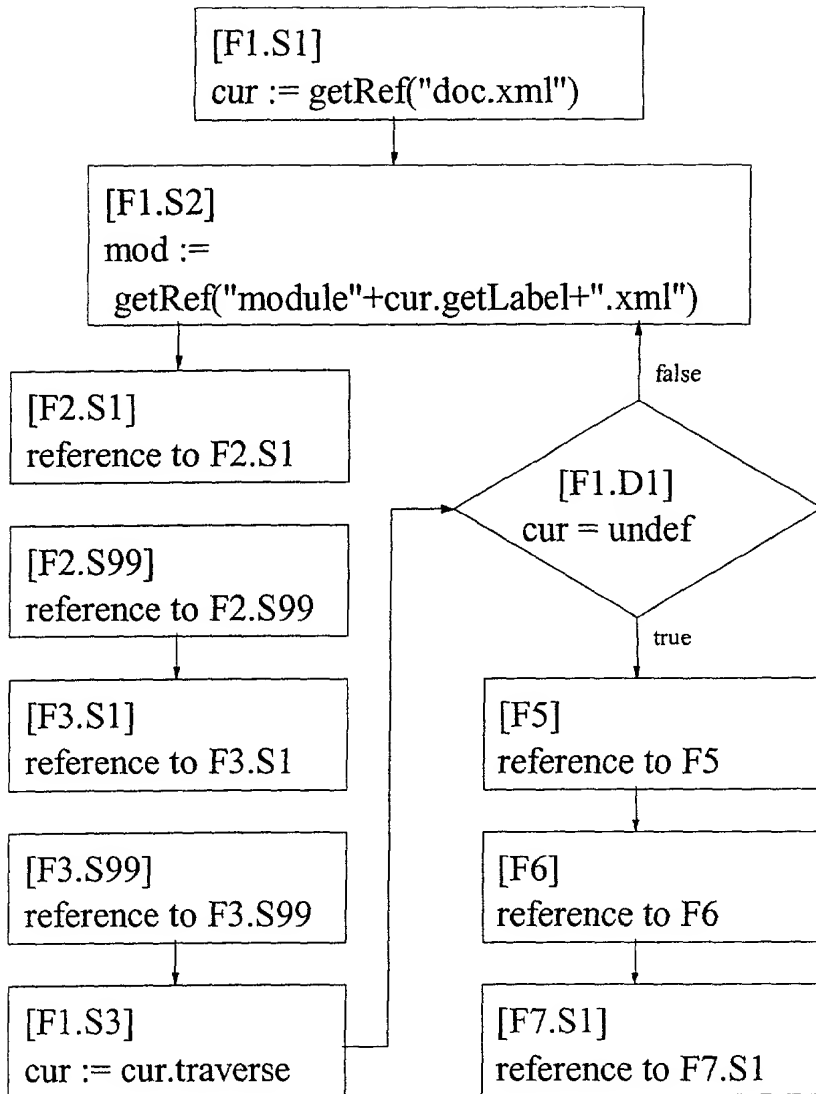 [F1.S1]
cur := getRef("doc.xml")
[F1.S2]
mod :=
getRef("module"+cur.getLabel+".xml")
false
[F2.S1]
reference to F2.S1
[F1.D1]
cur = undef
[F2.S99]
reference to F2.S99
true
[F3.S1]
reference to F3.S1
[F5]
reference to F5
[F3.S99]
reference to F3.S99
[F6]
reference to F6
[F1.S3]
cur := cur.traverse
[F7.S1]
reference to F7.S1